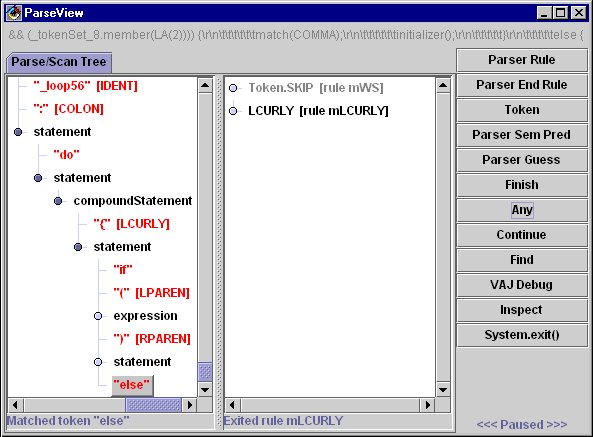 ParseView
&& (_tokenSet_8.member(LA(2)))) {\r\n\t\t\t\t\t\t\tmatch(COMMA);\r\n\t\t\t\t\t\t\tinitializer();\r\n\t\t\t\t\t\t}\r\n\t\t\t\t\t\telse {
Parse/Scan Tree
"_loop56" [IDENT]
":" [COLON]
statement
"do"
statement
compoundStatement
"{" [LCURLY]
statement
"if"
"(" [LPAREN]
expression
")" [RPAREN]
statement
"else"
Matched token "else"
Token.SKIP [rule mWS]
LCURLY [rule mLCURLY]
Exited rule mLCURLY
Parser Rule
Parser End Rule
Token
Parser Sem Pred
Parser Guess
Finish
Any
Continue
Find
VAJ Debug
Inspect
System.exit()
<<< Paused >>>